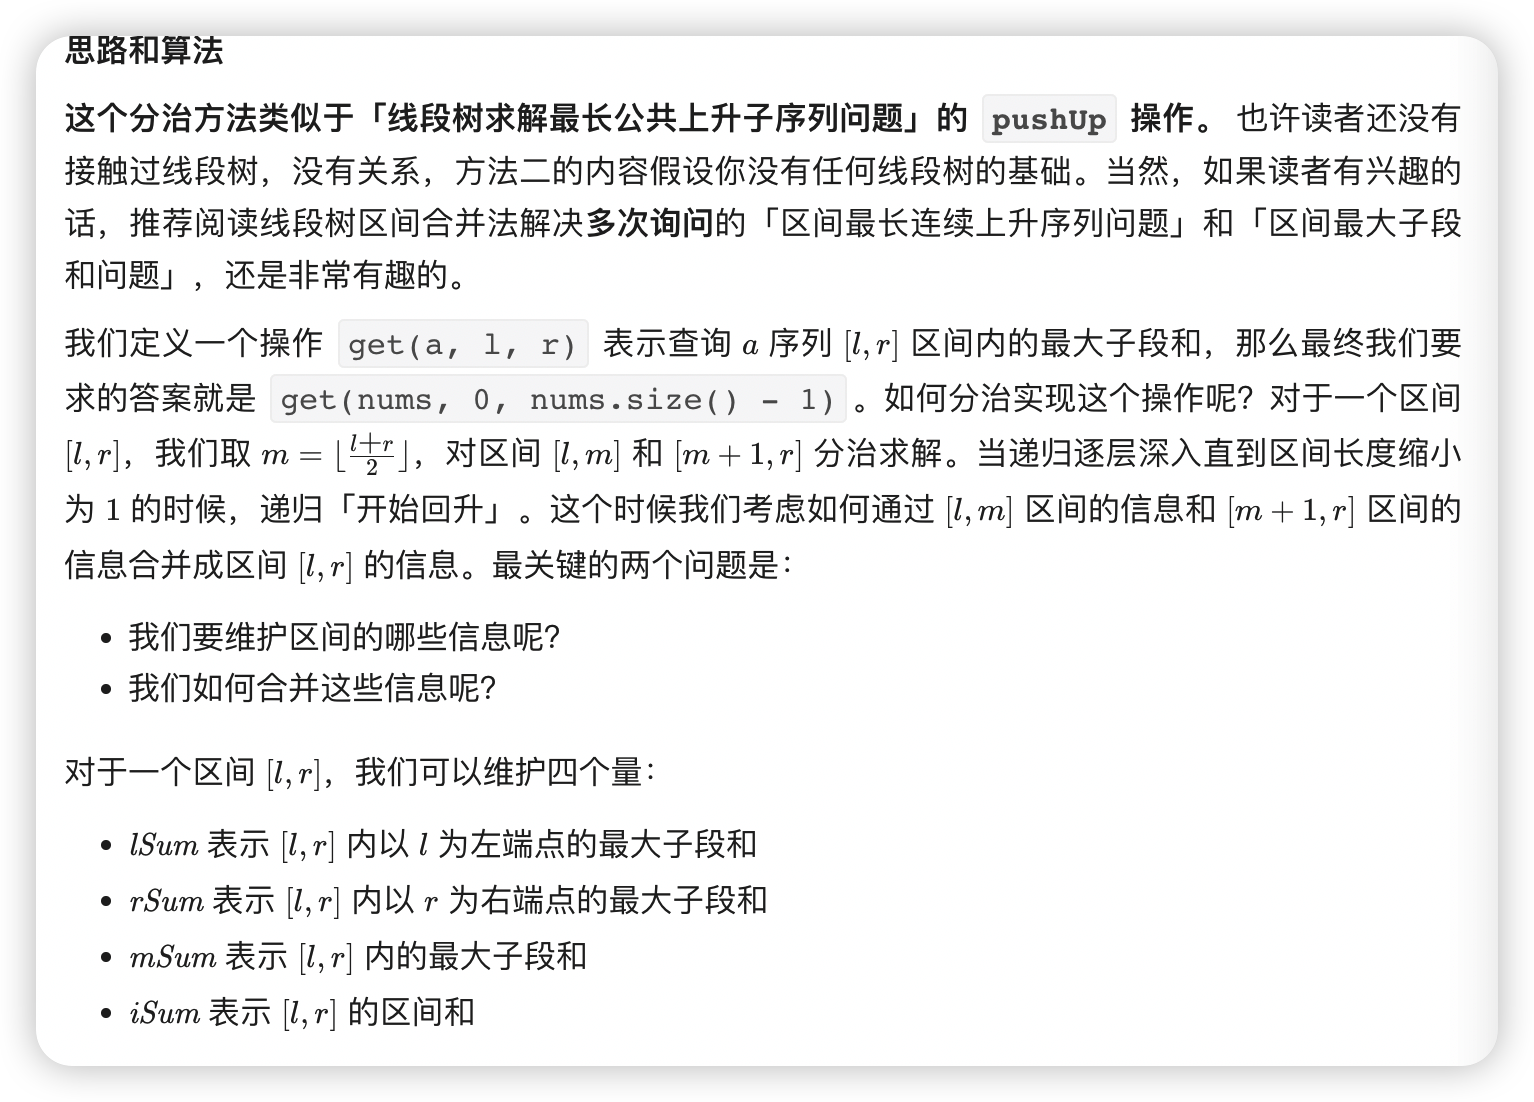 思路和算法
这个分治方法类似于「线段树求解最长公共上升子序列问题」的 pushUp 操作。 也许读者还没有
接触过线段树，没有关系，方法二的内容假设你没有任何线段树的基础。当然，如果读者有兴趣的
话，推荐阅读线段树区间合并法解决多次询问的「区间最长连续上升序列问题」和「区间最大子段
和问题」，还是非常有趣的。
我们定义一个操作 get(a, l, r) 表示查询 a 序列 [l, r] 区间内的最大子段和，那么最终我们要
求的答案就是 get(nums, 0, nums.size() - 1) 。如何分治实现这个操作呢？对于一个区间
[l, r]，我们取 m = ⌊(l+r)/2⌋，对区间 [l, m] 和 [m + 1, r] 分治求解。当递归逐层深入直到区间长度缩小
为 1 的时候，递归「开始回升」。这个时候我们考虑如何通过 [l, m] 区间的信息和 [m + 1, r] 区间的
信息合并成区间 [l, r] 的信息。最关键的两个问题是：
• 我们要维护区间的哪些信息呢？
• 我们如何合并这些信息呢？
对于一个区间 [l, r]，我们可以维护四个量：
• lSum 表示 [l, r] 内以 l 为左端点的最大子段和
• rSum 表示 [l, r] 内以 r 为右端点的最大子段和
• mSum 表示 [l, r] 内的最大子段和
• iSum 表示 [l, r] 的区间和